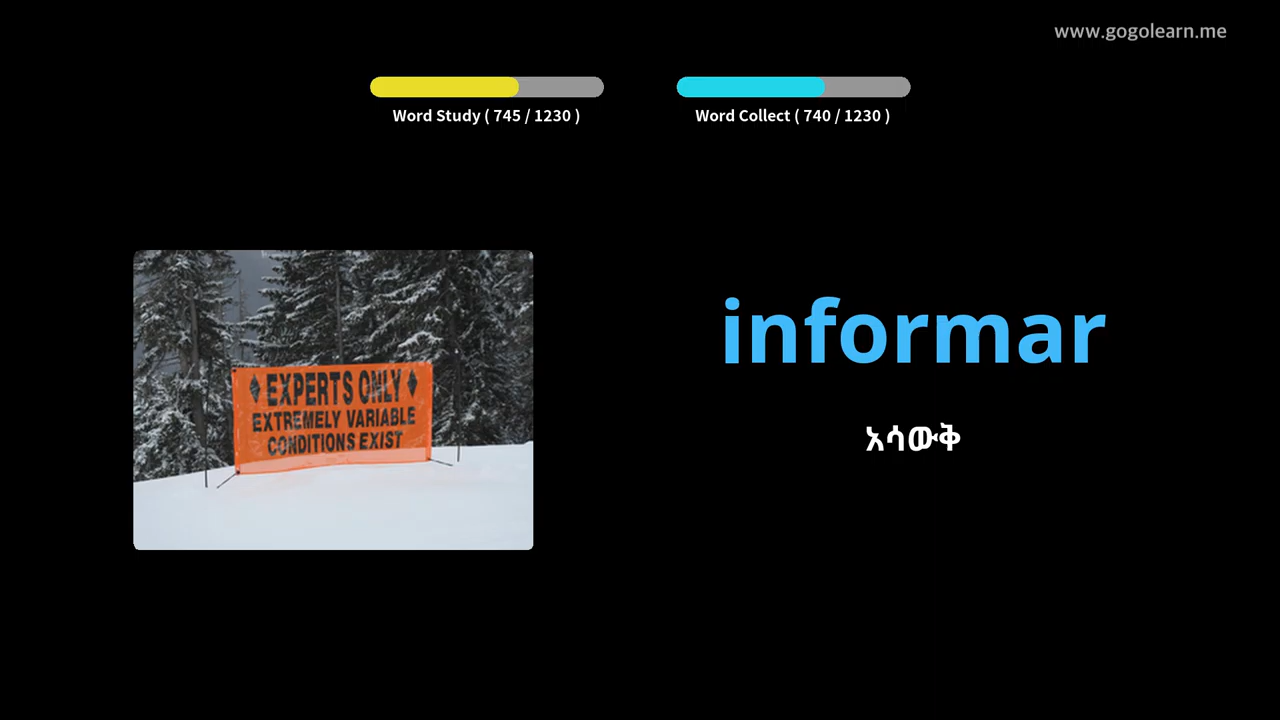 www.gogolearn.me
Word Study ( 745 / 1230 )
Word Collect ( 740 / 1230 )
EXPERTS ONLY
EXTREMELY VARIABLE
CONDITIONS EXIST
informar
አሳውቅ